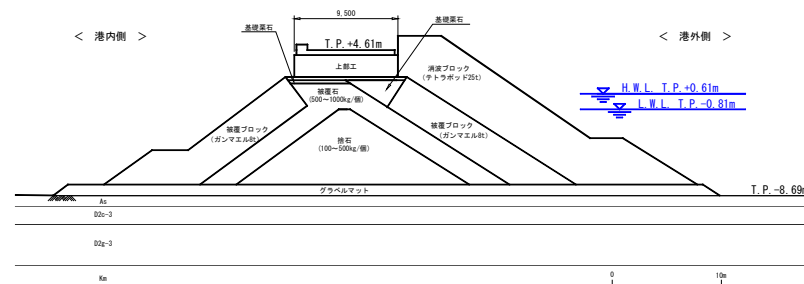 9.500
基礎栗石
基礎栗石
＜ 港内側 ＞
T.P.+4.61m
＜ 港外側 ＞
上部工
消波ブロック
(テトラポッド25t)
H.W.L. T.P.+0.61m
L.W.L. T.P.-0.81m
被覆石
(500～1000kg/個)
被覆ブロック
(ガンマエル8t)
被覆ブロック
(ガンマエル8t)
捨石
(100～500kg/個)
グラベルマット
T.P.-8.69m
As
D2c-3
D2g-3
Km
0
10m